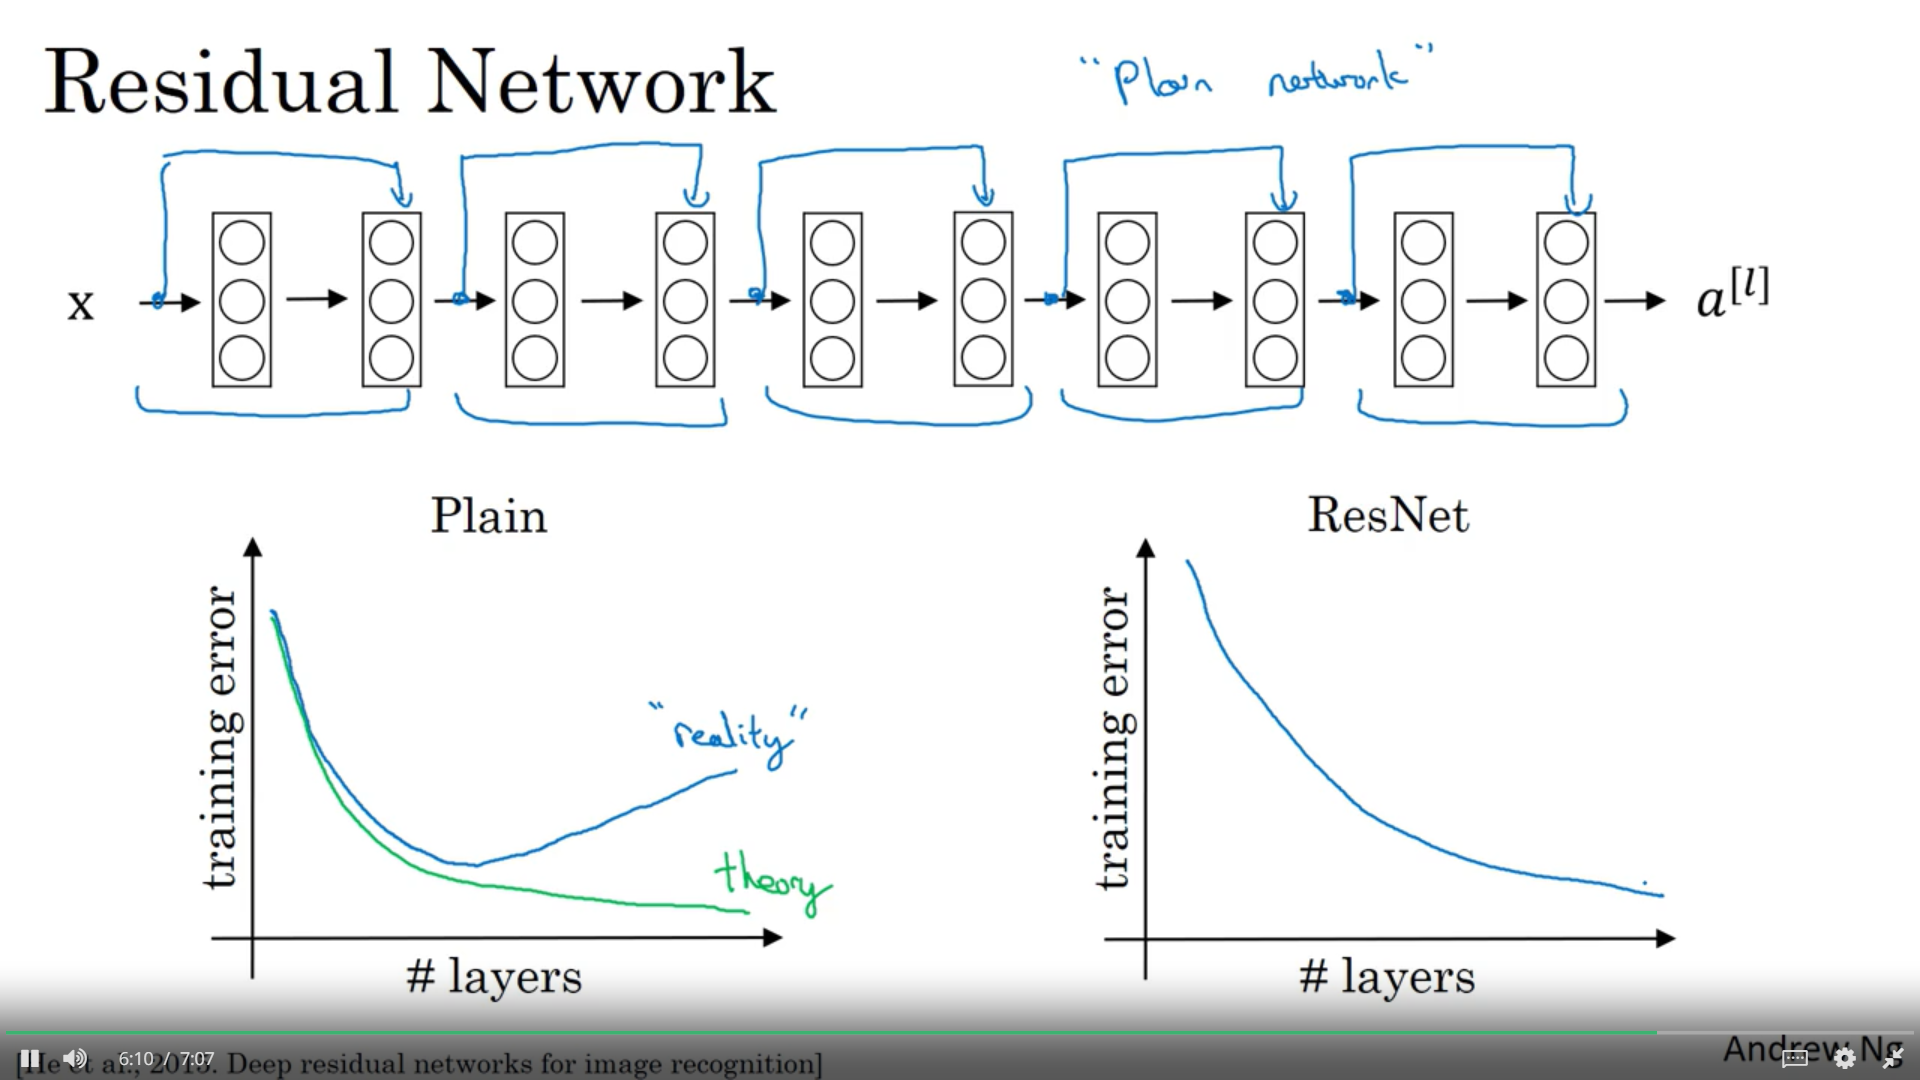 Residual Network
"Plain network"
x
a[l]
Plain
ResNet
training error
"reality"
theory
# layers
training error
# layers
6:10 / 7:07
[He et al., 2015. Deep residual networks for image recognition]
Andrew Ng